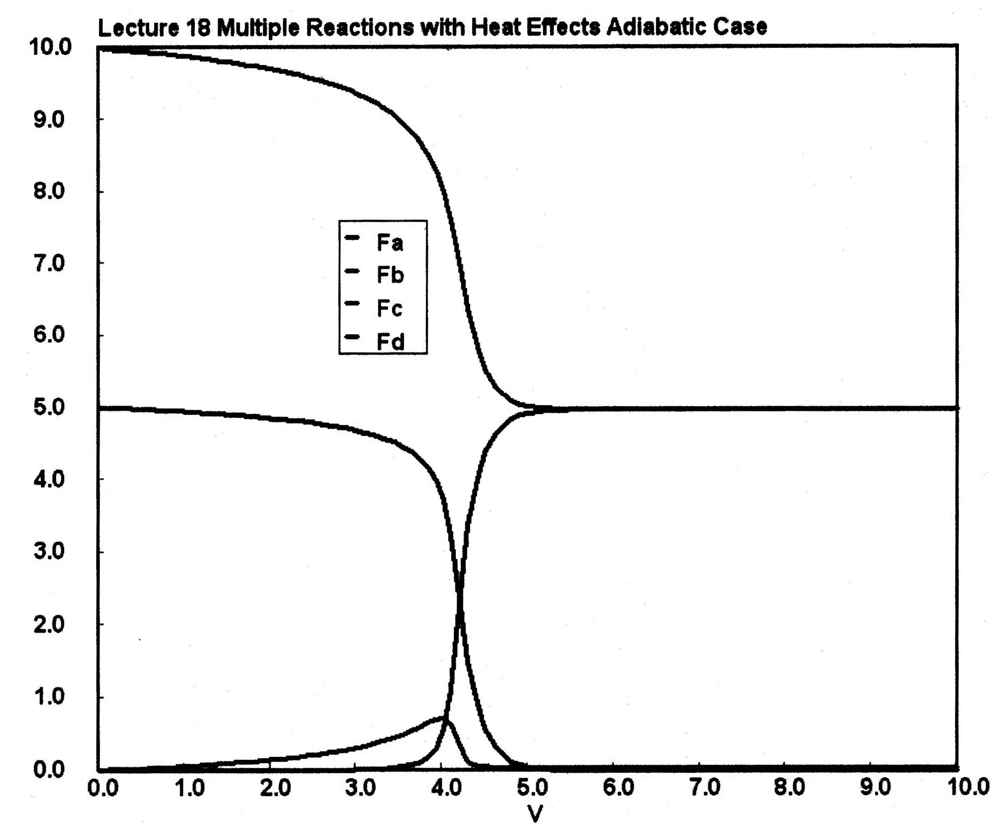 Lecture 18 Multiple Reactions with Heat Effects Adiabatic Case
10.0
9.0
8.0
7.0
6.0
5.0
4.0
3.0
2.0
1.0
0.0
Fa
Fb
Fc
Fd
0.0 1.0 2.0 3.0 4.0 5.0 6.0 7.0 8.0 9.0 10.0
V